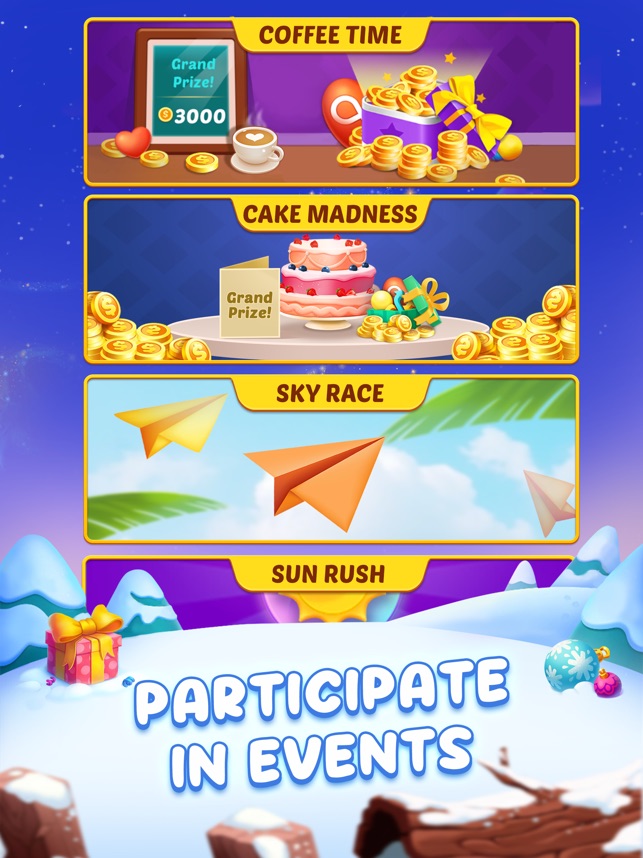 COFFEE TIME
Grand
Prize!
3000
CAKE MADNESS
Grand
Prize!
SKY RACE
SUN RUSH
PARTICIPATE
IN EVENTS